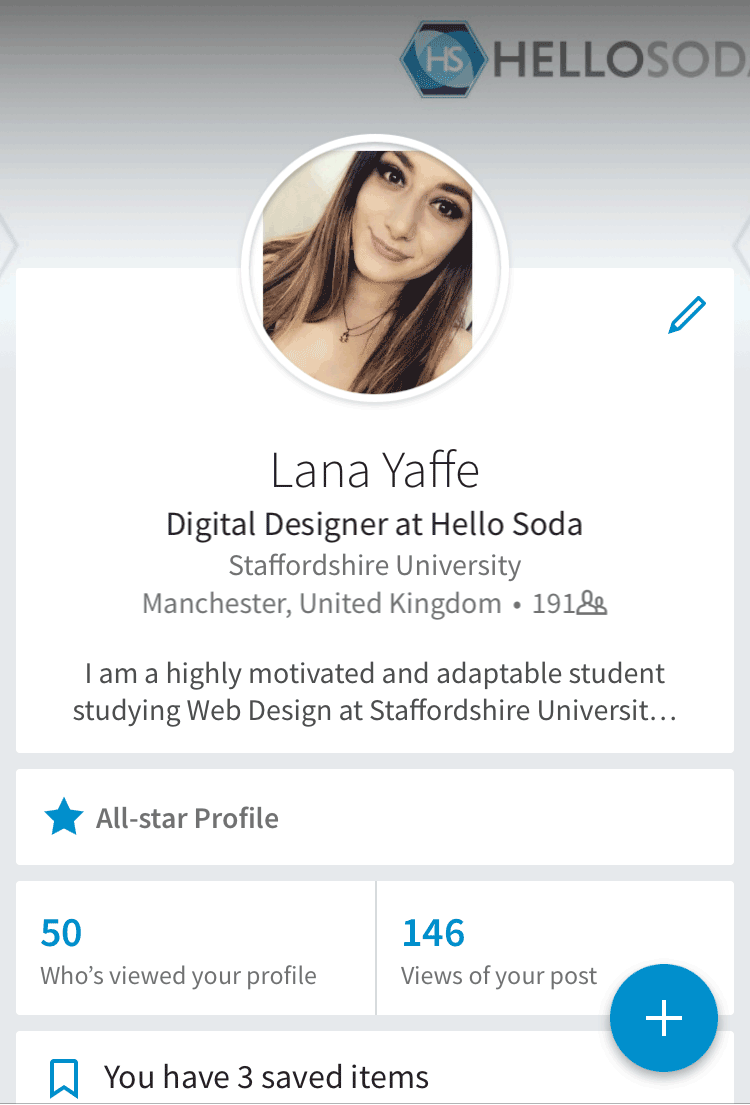 HS HELLOSODA
Lana Yaffe
Digital Designer at Hello Soda
Staffordshire University
Manchester, United Kingdom • 191
I am a highly motivated and adaptable student
studying Web Design at Staffordshire Universit…
All-star Profile
50
Who’s viewed your profile
146
Views of your post
You have 3 saved items